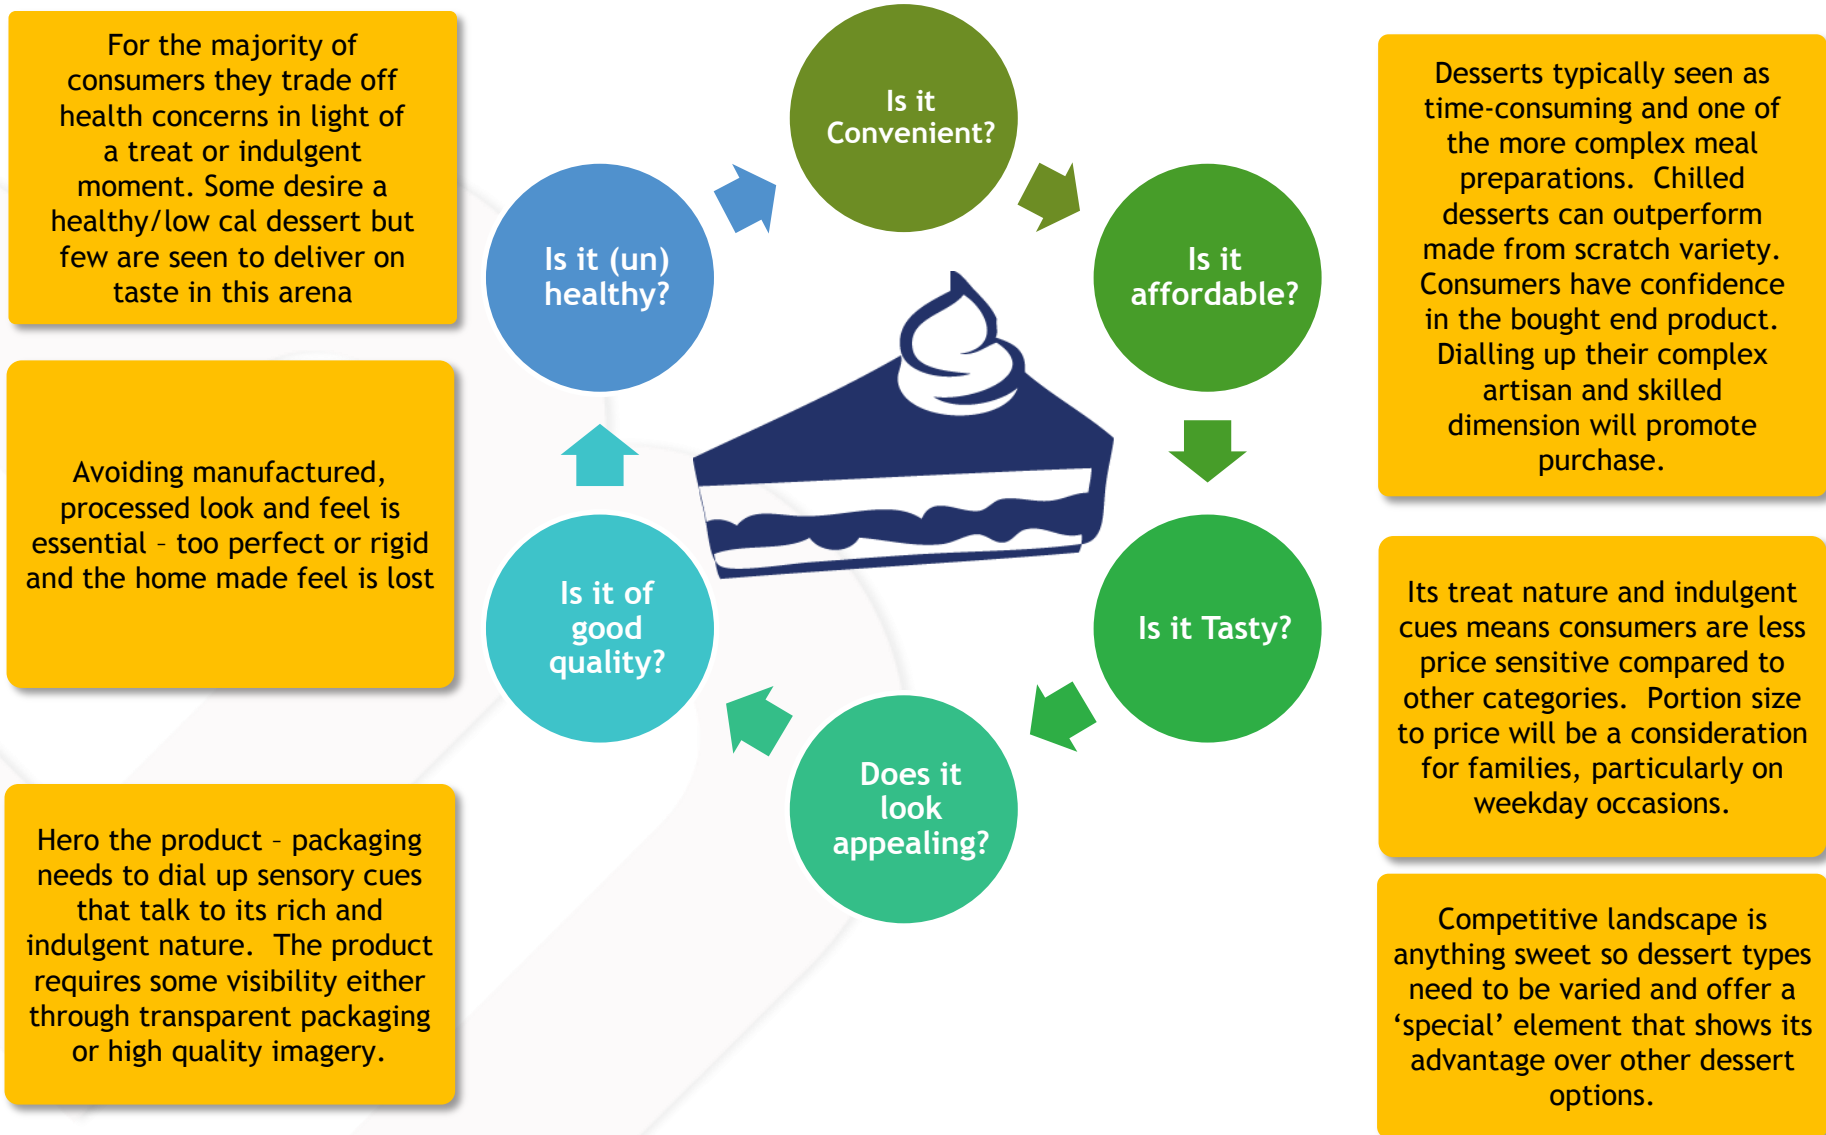 For the majority of
consumers they trade off
health concerns in light of
a treat or indulgent
moment. Some desire a
healthy/low cal dessert but
few are seen to deliver on
taste in this arena
Avoiding manufactured,
processed look and feel is
essential – too perfect or rigid
and the home made feel is lost
Hero the product – packaging
needs to dial up sensory cues
that talk to its rich and
indulgent nature.  The product
requires some visibility either
through transparent packaging
or high quality imagery.
Is it
Convenient?
Is it
affordable?
Is it Tasty?
Does it
look
appealing?
Is it of
good
quality?
Is it (un)
healthy?
Desserts typically seen as
time-consuming and one of
the more complex meal
preparations.  Chilled
desserts can outperform
made from scratch variety.
Consumers have confidence
in the bought end product.
Dialling up their complex
artisan and skilled
dimension will promote
purchase.
Its treat nature and indulgent
cues means consumers are less
price sensitive compared to
other categories.  Portion size
to price will be a consideration
for families, particularly on
weekday occasions.
Competitive landscape is
anything sweet so dessert types
need to be varied and offer a
‘special’ element that shows its
advantage over other dessert
options.